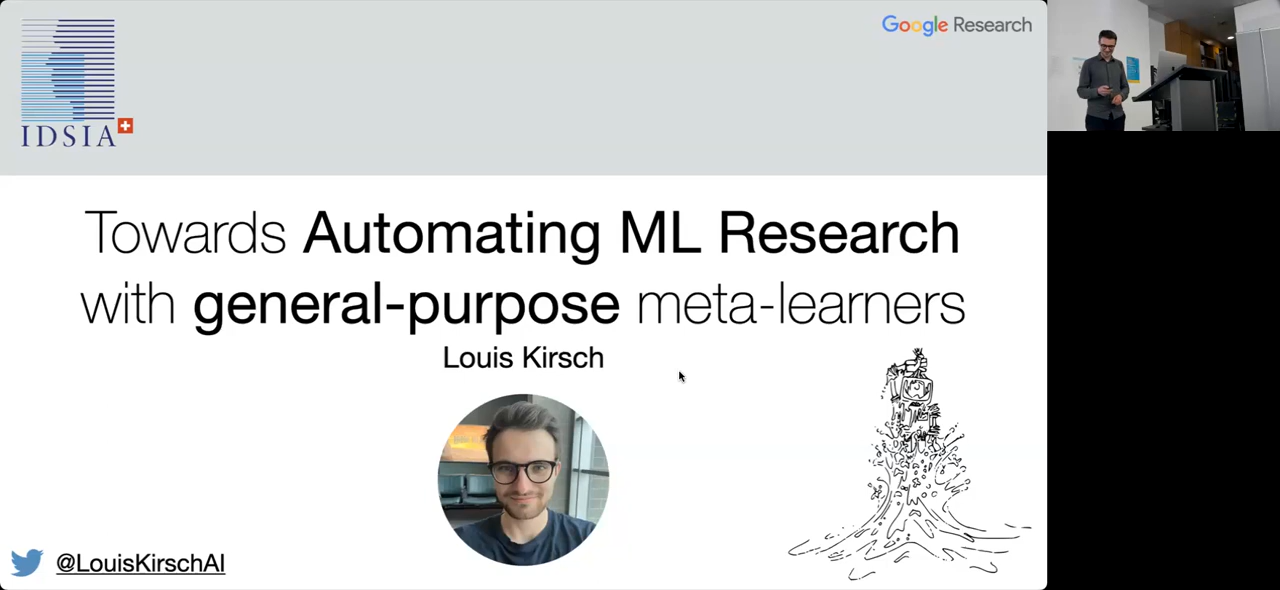 IDSIA
Google Research
Towards Automating ML Research
with general-purpose meta-learners
Louis Kirsch
@LouisKirschAI